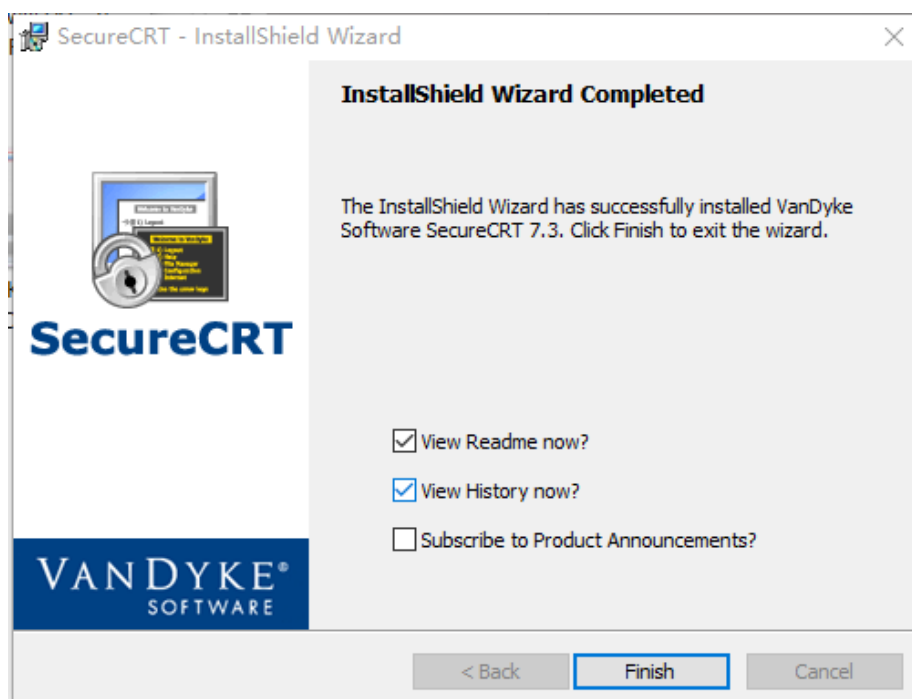 SecureCRT - InstallShield Wizard
InstallShield Wizard Completed
The InstallShield Wizard has successfully installed VanDyke
Software SecureCRT 7.3. Click Finish to exit the wizard.
SecureCRT
View Readme now?
View History now?
Subscribe to Product Announcements?
VANDYKE®
SOFTWARE
< Back
Finish
Cancel